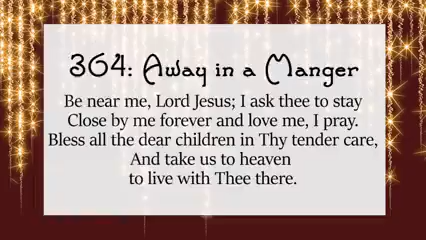 364: Away in a Manger
Be near me, Lord Jesus; I ask thee to stay
Close by me forever and love me, I pray.
Bless all the dear children in Thy tender care,
And take us to heaven
to live with Thee there.